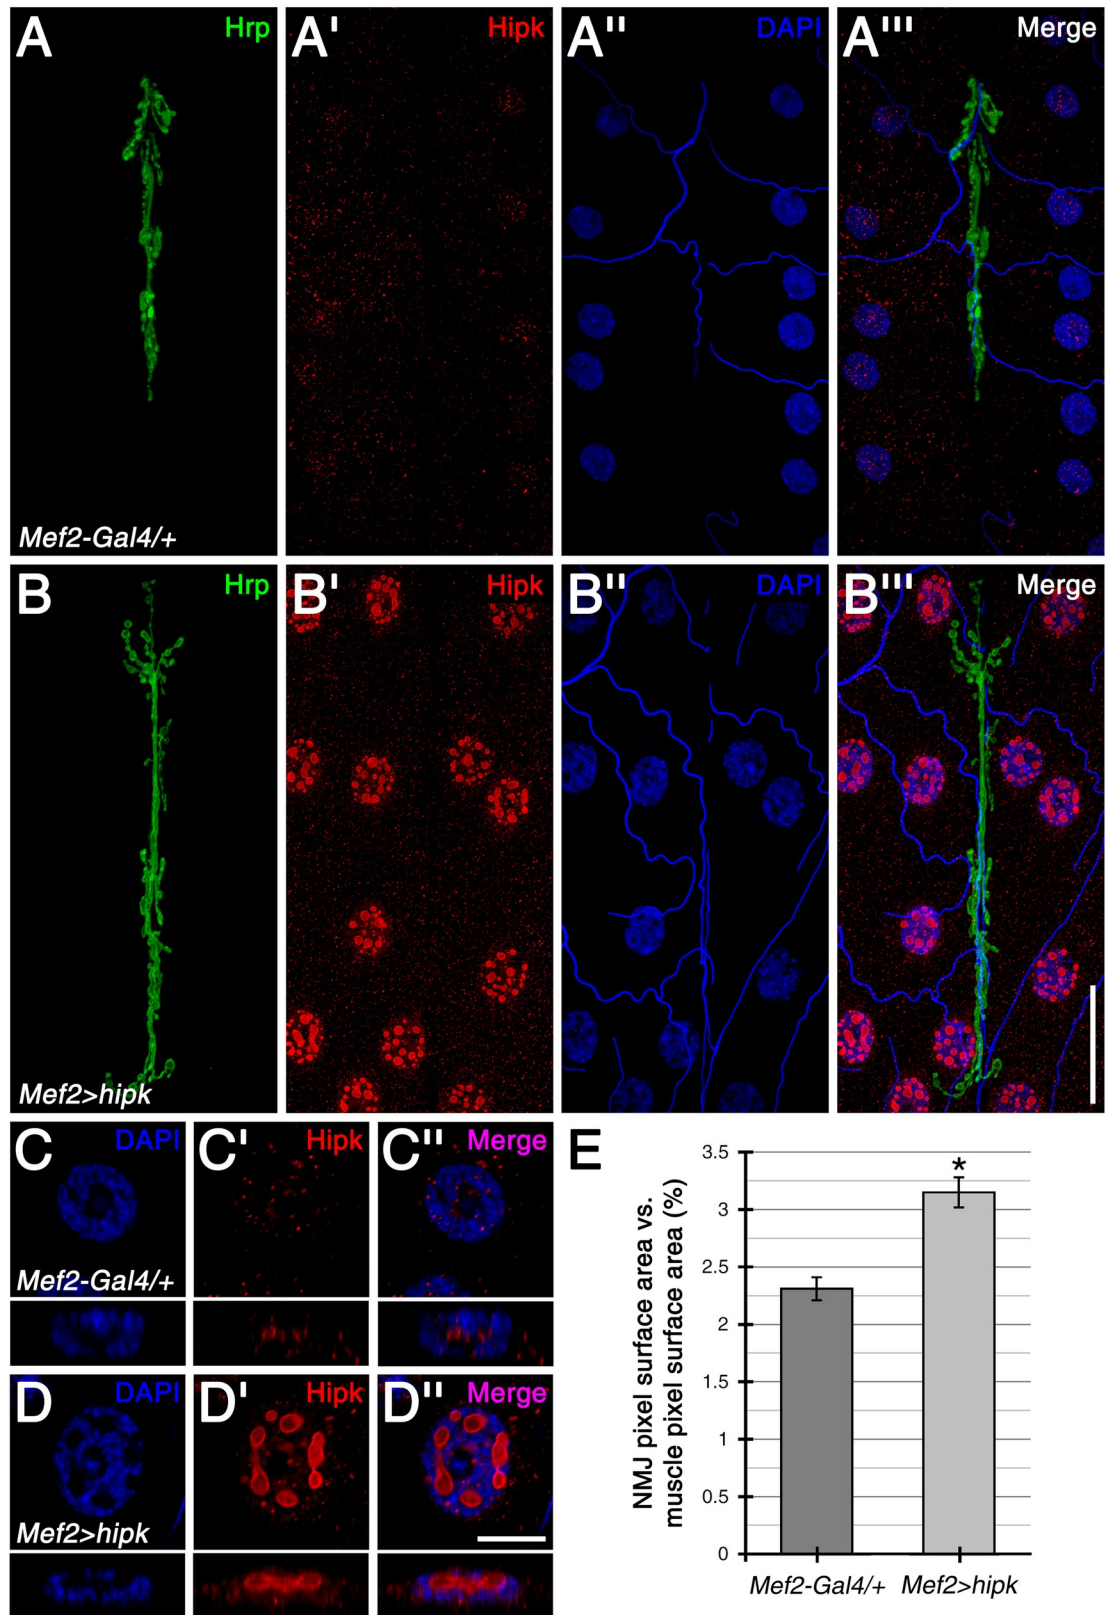 A Hrp
A' Hipk
A'' DAPI
A''' Merge
Mef2-Gal4/+
B Hrp
B' Hipk
B'' DAPI
B''' Merge
Mef2>hipk
C DAPI
C' Hipk
C'' Merge
Mef2-Gal4/+
D DAPI
D' Hipk
D'' Merge
Mef2>hipk
E
NMJ pixel surface area vs.
muscle pixel surface area (%)
3.5
3
2.5
2
1.5
1
0.5
0
*
Mef2-Gal4/+ Mef2>hipk